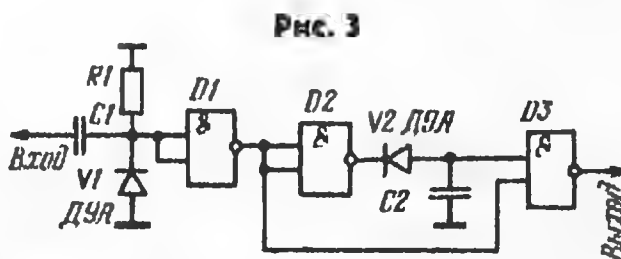 Рис. 3
R1
C1
D1
D2
D3
V2 Д9А
&
&
&
Вход
V1
Д9А
C2
Выход